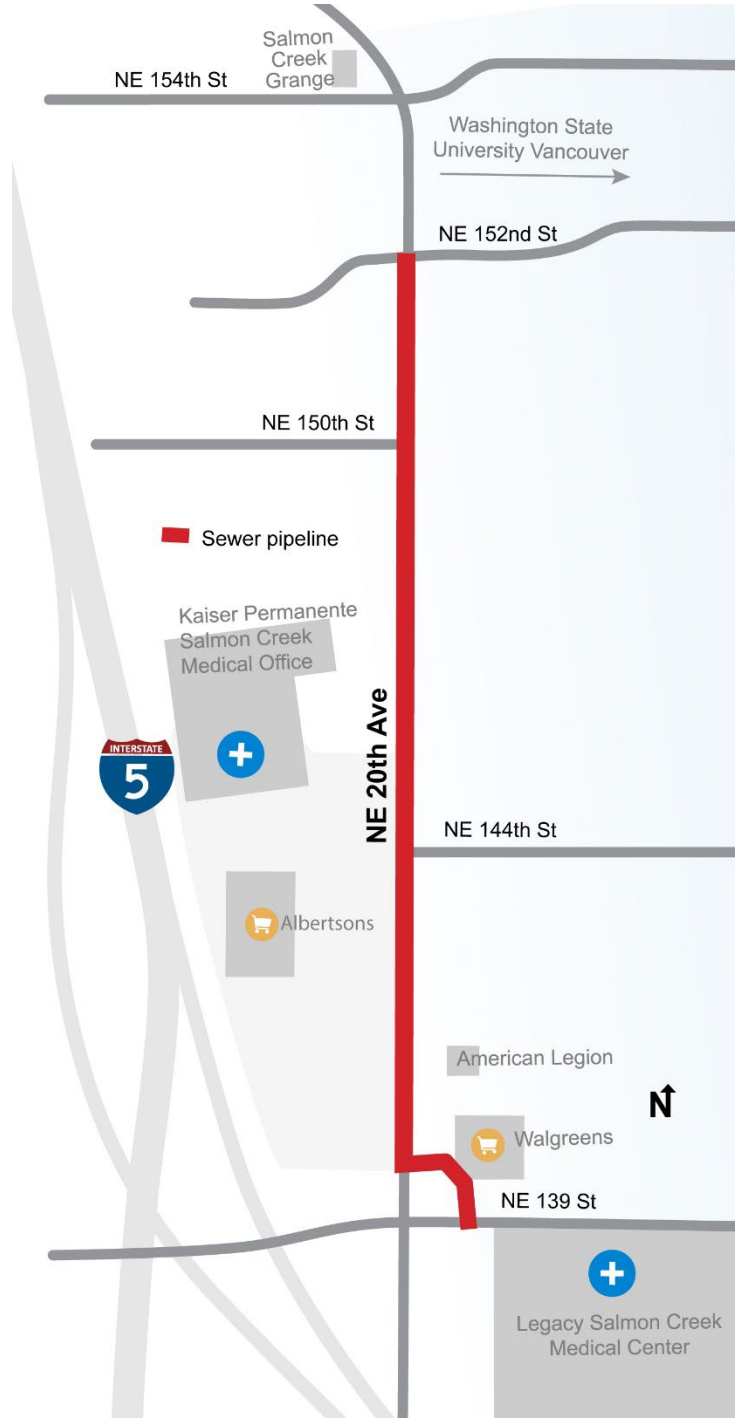 Salmon
Creek
Grange
NE 154th St
Washington State
University Vancouver
NE 152nd St
NE 150th St
Sewer pipeline
Kaiser Permanente
Salmon Creek
Medical Office
INTERSTATE
5
NE 20th Ave
NE 144th St
Albertsons
American Legion
N
Walgreens
NE 139 St
Legacy Salmon Creek
Medical Center